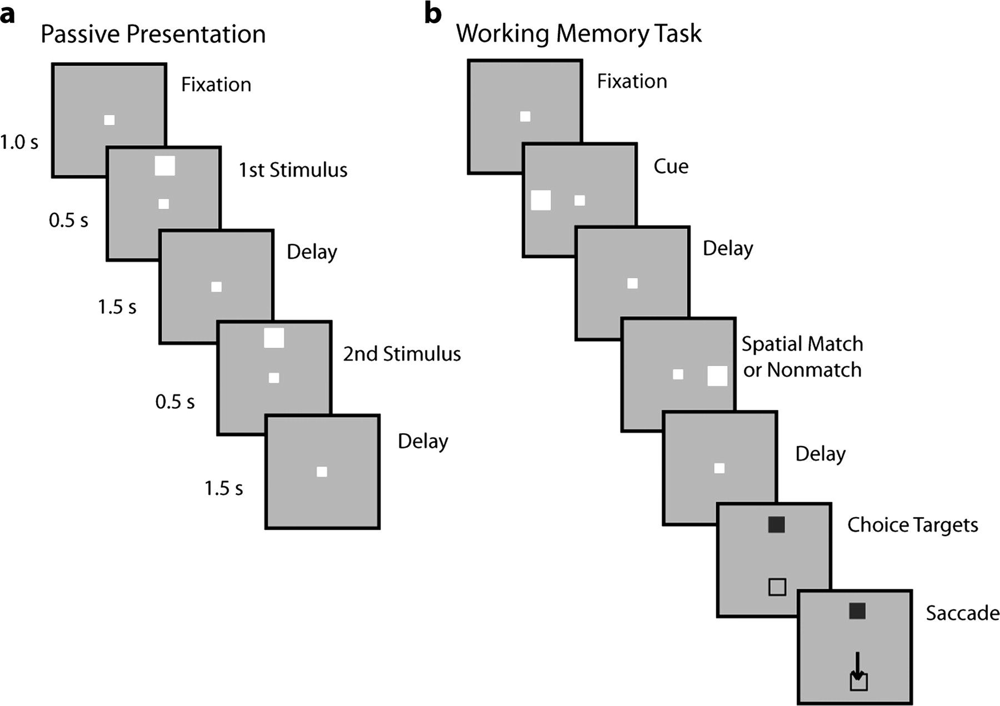 a
Passive Presentation
Fixation
1.0 s
1st Stimulus
0.5 s
Delay
1.5 s
2nd Stimulus
0.5 s
Delay
1.5 s
b
Working Memory Task
Fixation
Cue
Delay
Spatial Match
or Nonmatch
Delay
Choice Targets
Saccade